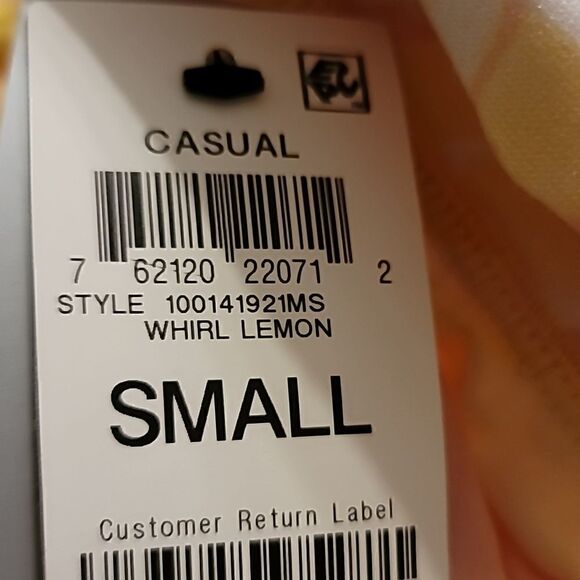 CASUAL
7 62120 22071 2
STYLE 100141921MS
WHIRL LEMON
SMALL
Customer Return Label